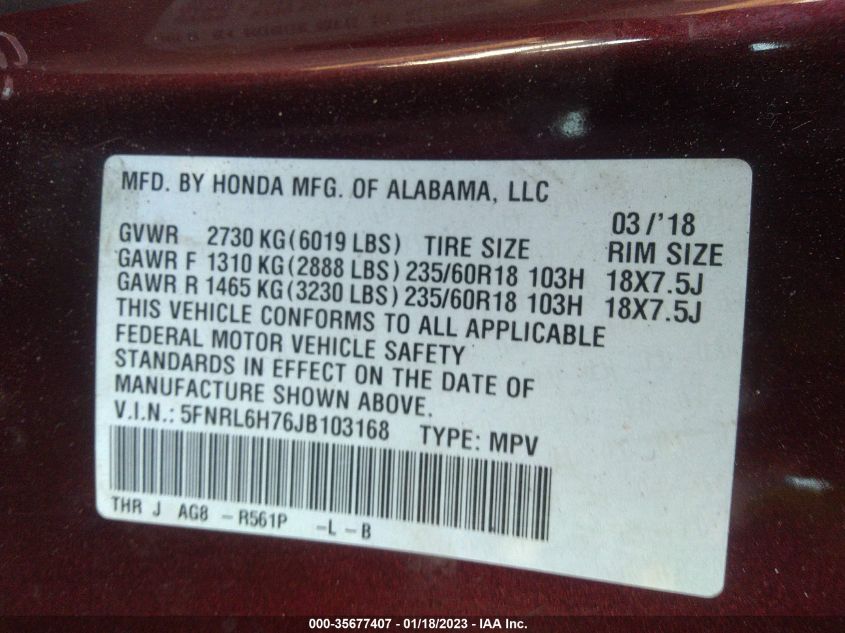 MFD. BY HONDA MFG. OF ALABAMA, LLC
03/'18
GVWR 2730 KG(6019 LBS) TIRE SIZE RIM SIZE
GAWR F 1310 KG(2888 LBS) 235/60R18 103H 18X7.5J
GAWR R 1465 KG(3230 LBS) 235/60R18 103H 18X7.5J
THIS VEHICLE CONFORMS TO ALL APPLICABLE
FEDERAL MOTOR VEHICLE SAFETY
STANDARDS IN EFFECT ON THE DATE OF
MANUFACTURE SHOWN ABOVE.
V.I.N.: 5FNRL6H76JB103168 TYPE: MPV
THR J AG8 - R561P -L-B
000-35677407 - 01/18/2023 - IAA Inc.